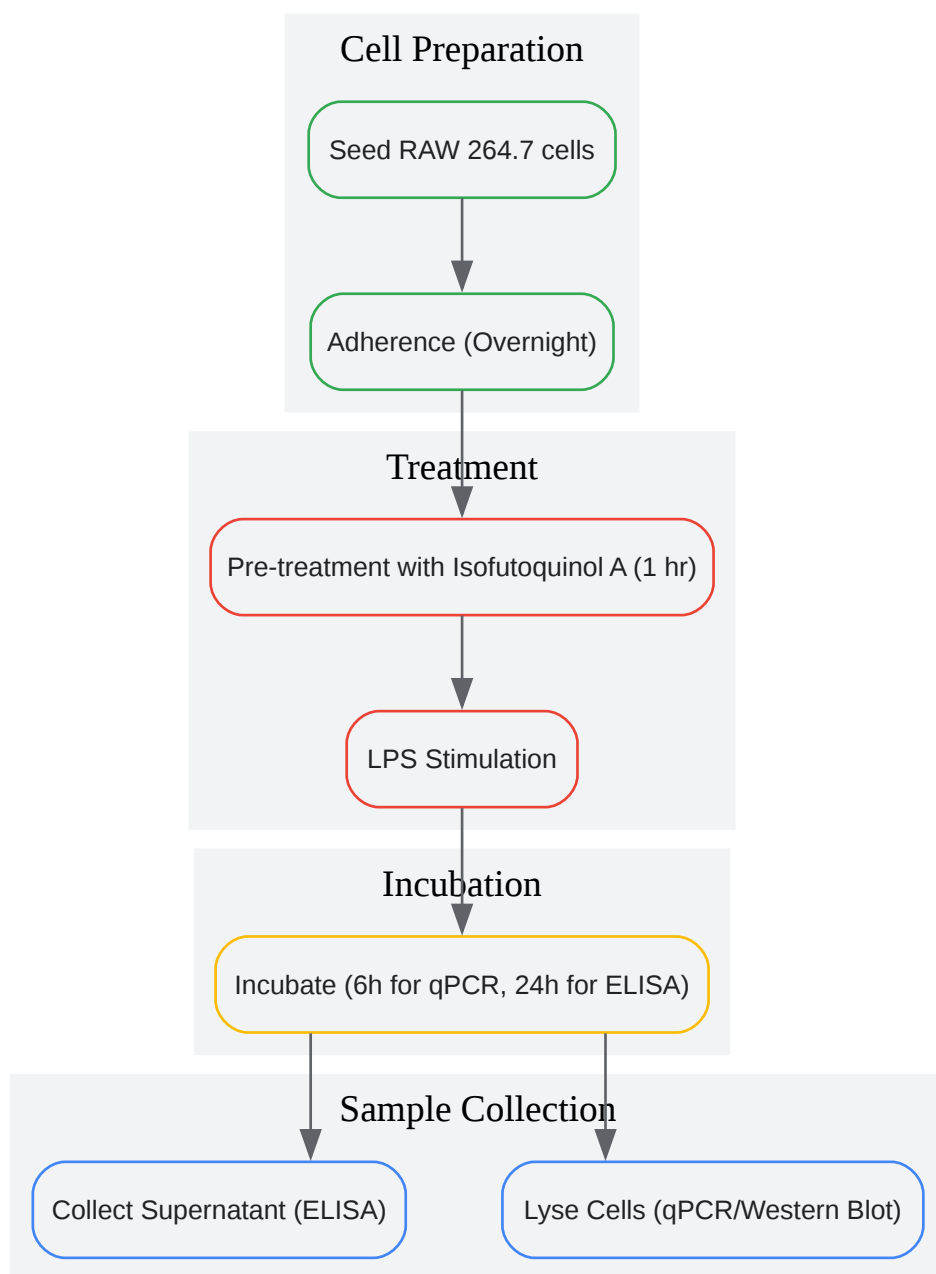 Cell Preparation
Seed RAW 264.7 cells
Adherence (Overnight)
Treatment
Pre-treatment with Isofutoquinol A (1 hr)
LPS Stimulation
Incubation
Incubate (6h for qPCR, 24h for ELISA)
Sample Collection
Collect Supernatant (ELISA)
Lyse Cells (qPCR/Western Blot)